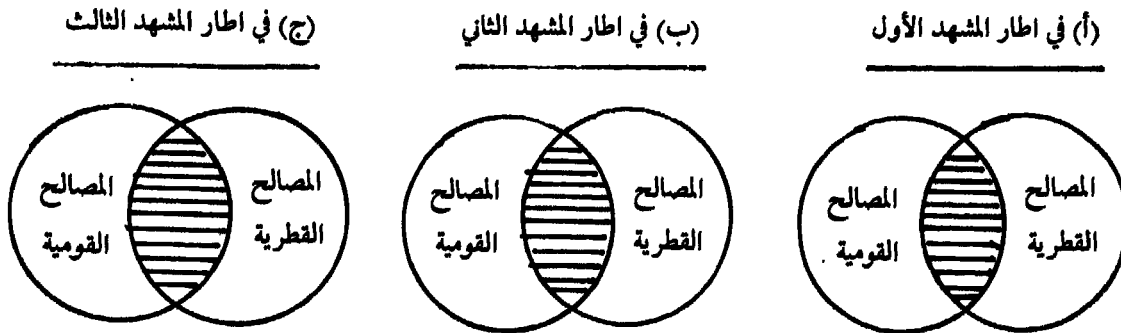 (أ) في اطار المشهد الأول
(ب) في اطار المشهد الثاني
(ج) في اطار المشهد الثالث
المصالح
القطرية
المصالح
القومية
المصالح
القطرية
المصالح
القومية
المصالح
القطرية
المصالح
القومية